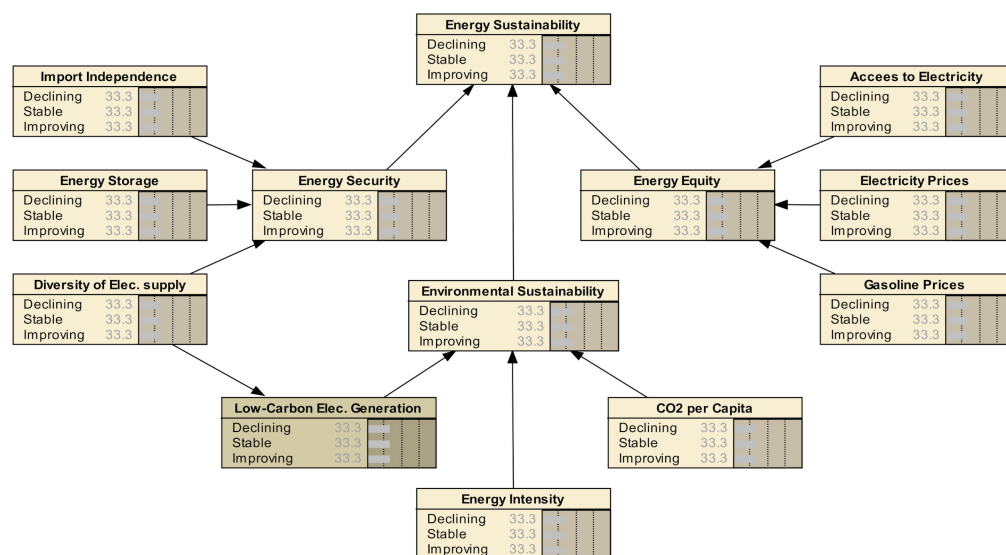 Energy Sustainability
Declining 33.3
Stable 33.3
Improving 33.3
Import Independence
Declining 33.3
Stable 33.3
Improving 33.3
Accees to Electricity
Declining 33.3
Stable 33.3
Improving 33.3
Energy Storage
Declining 33.3
Stable 33.3
Improving 33.3
Energy Security
Declining 33.3
Stable 33.3
Improving 33.3
Energy Equity
Declining 33.3
Stable 33.3
Improving 33.3
Electricity Prices
Declining 33.3
Stable 33.3
Improving 33.3
Diversity of Elec. supply
Declining 33.3
Stable 33.3
Improving 33.3
Environmental Sustainability
Declining 33.3
Stable 33.3
Improving 33.3
Gasoline Prices
Declining 33.3
Stable 33.3
Improving 33.3
Low-Carbon Elec. Generation
Declining 33.3
Stable 33.3
Improving 33.3
CO2 per Capita
Declining 33.3
Stable 33.3
Improving 33.3
Energy Intensity
Declining 33.3
Stable 33.3
Improving 33.3